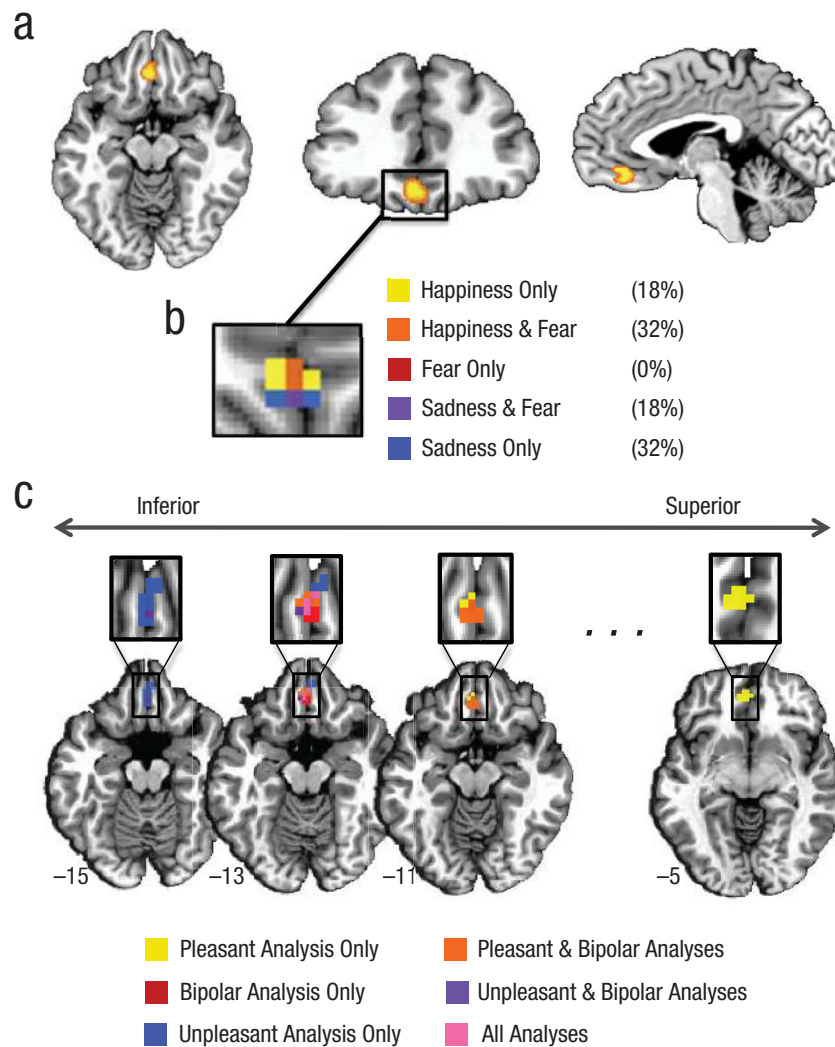 a
b
Happiness Only (18%)
Happiness & Fear (32%)
Fear Only (0%)
Sadness & Fear (18%)
Sadness Only (32%)
c
Inferior Superior
. . .
–15 –13 –11 –5
Pleasant Analysis Only Pleasant & Bipolar Analyses
Bipolar Analysis Only Unpleasant & Bipolar Analyses
Unpleasant Analysis Only All Analyses